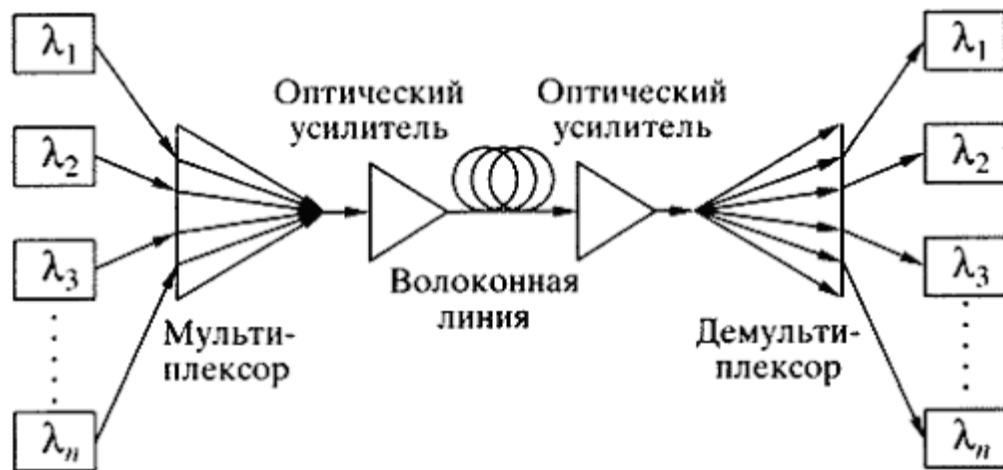 λ1
λ2
λ3
λn
Оптический
усилитель
Оптический
усилитель
Волоконная
линия
Мульти-
плексор
Демульти-
плексор
λ1
λ2
λ3
λn